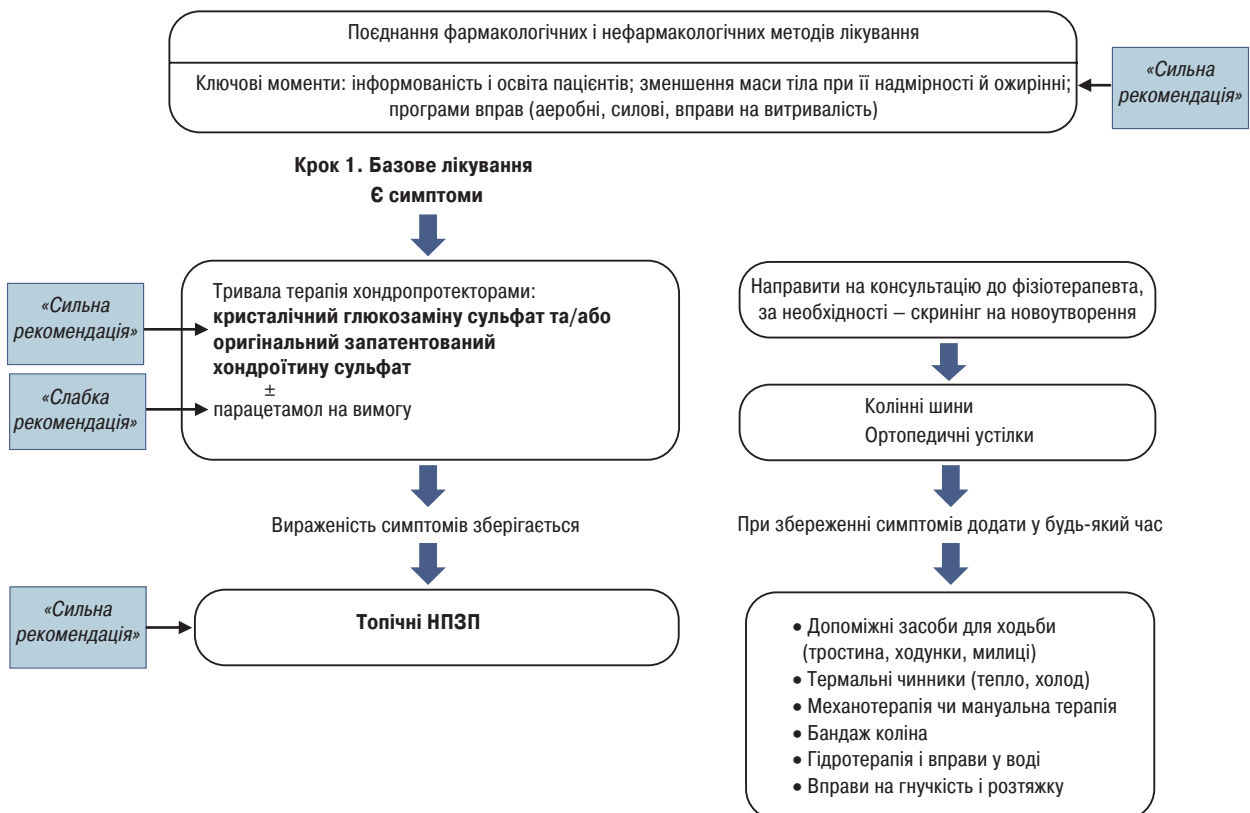 Поєднання фармакологічних і нефармакологічних методів лікування
Ключові моменти: інформованість і освіта пацієнтів; зменшення маси тіла при її надмірності й ожирінні;
програми вправ (аеробні, силові, вправи на витривалість)
«Сильна
рекомендація»
Крок 1. Базове лікування
Є симптоми
«Сильна
рекомендація»
Тривала терапія хондропротекторами:
кристалічний глюкозаміну сульфат та/або
оригінальний запатентований
хондроїтину сульфат
±
парацетамол на вимогу
«Слабка
рекомендація»
Вираженість симптомів зберігається
«Сильна
рекомендація»
Топічні НПЗП
Направити на консультацію до фізіотерапевта,
за необхідності – скринінг на новоутворення
Колінні шини
Ортопедичні устілки
При збереженні симптомів додати у будь-який час
• Допоміжні засоби для ходьби
(тростина, ходунки, милиці)
• Термальні чинники (тепло, холод)
• Механотерапія чи мануальна терапія
• Бандаж коліна
• Гідротерапія і вправи у воді
• Вправи на гнучкість і розтяжку